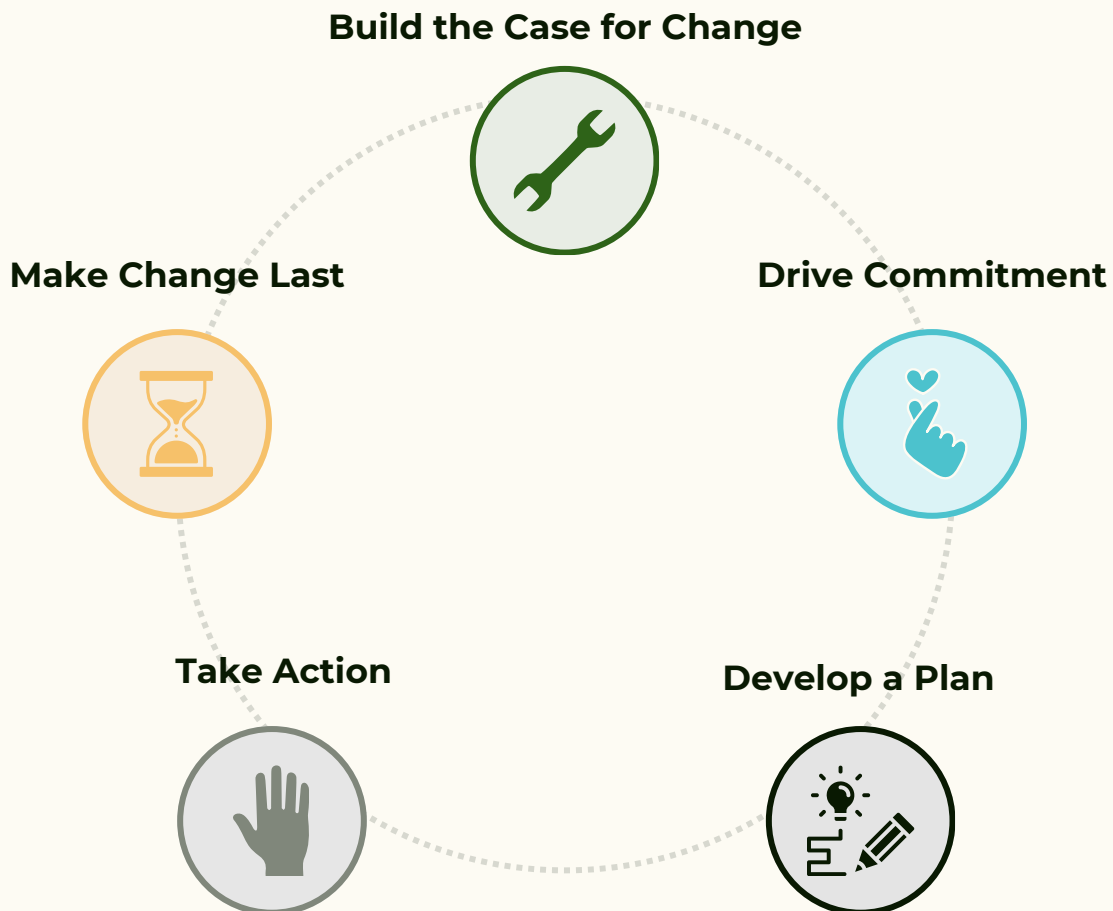 Build the Case for Change
Make Change Last
Drive Commitment
Take Action
Develop a Plan